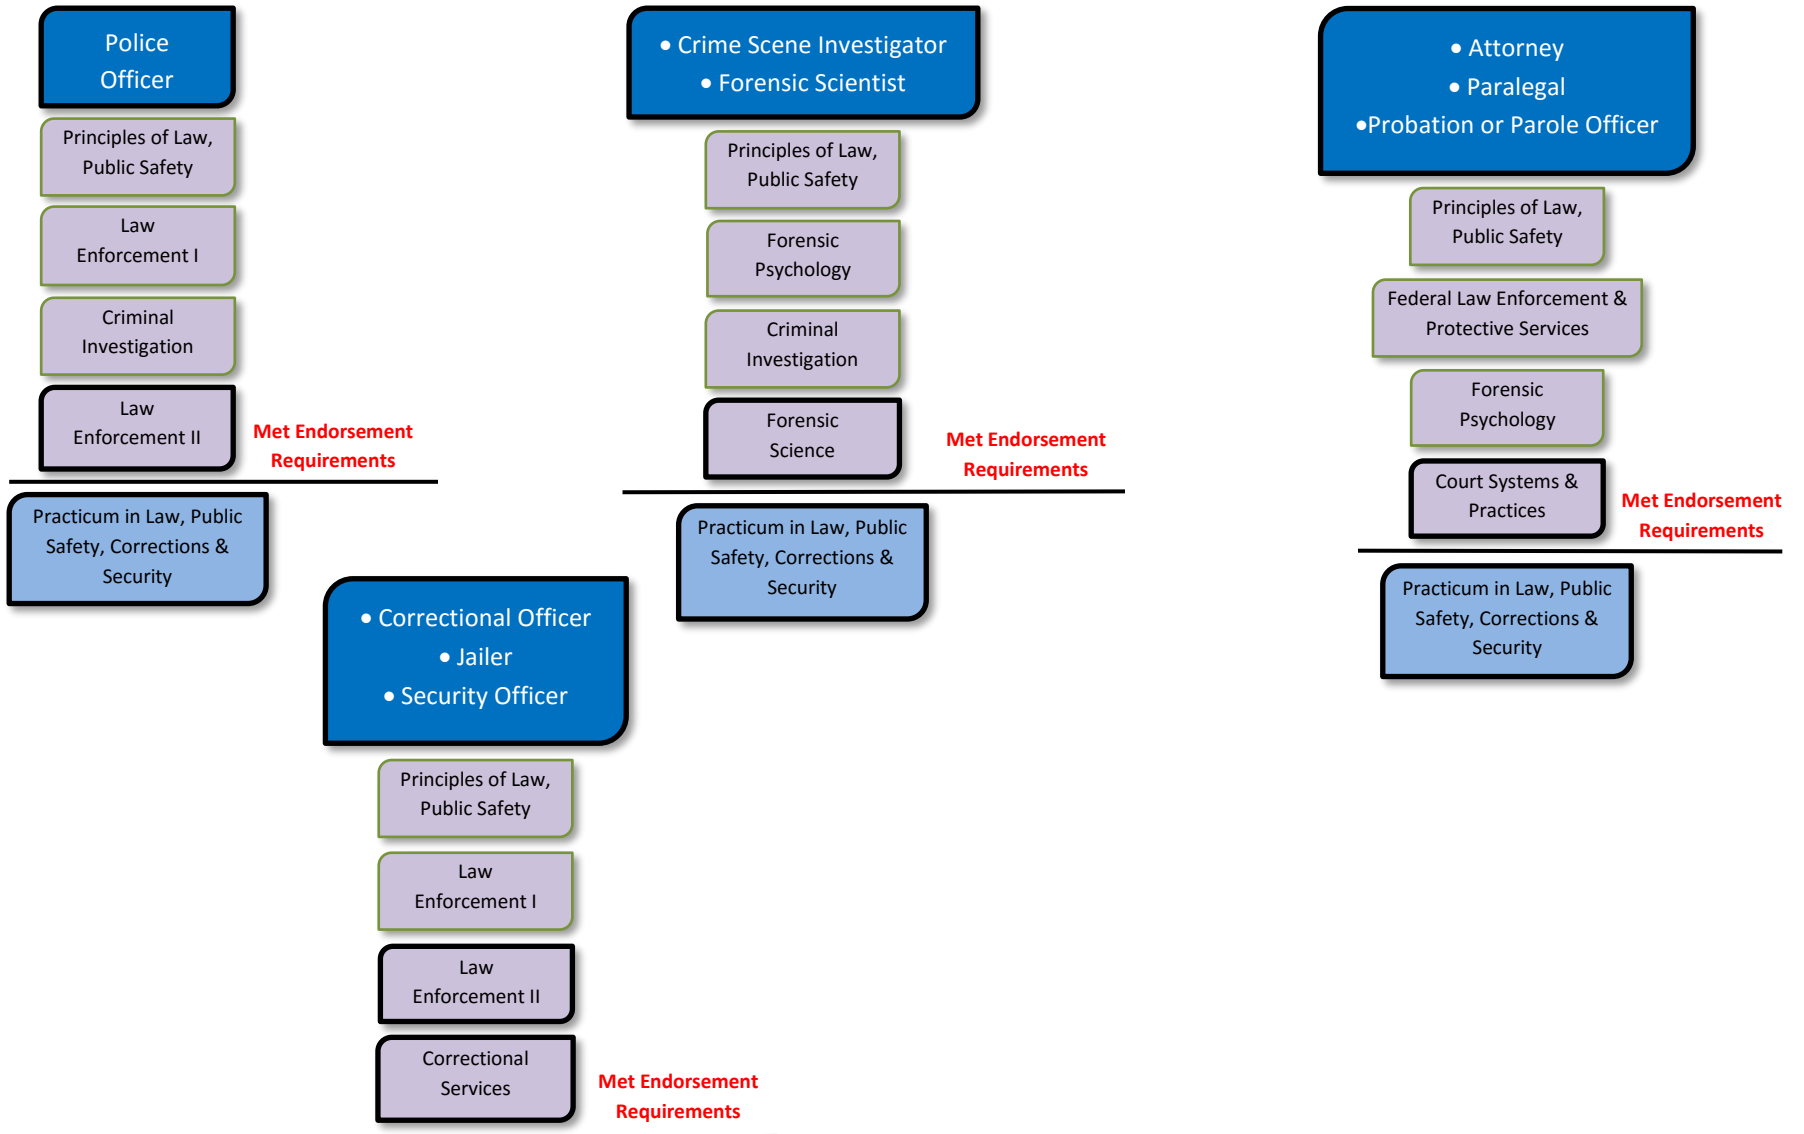 Police
Officer
Principles of Law,
Public Safety
Law
Enforcement I
Criminal
Investigation
Law
Enforcement II
Met Endorsement
Requirements
Practicum in Law, Public
Safety, Corrections &
Security
• Crime Scene Investigator
• Forensic Scientist
Principles of Law,
Public Safety
Forensic
Psychology
Criminal
Investigation
Forensic
Science
Met Endorsement
Requirements
Practicum in Law, Public
Safety, Corrections &
Security
• Attorney
• Paralegal
•Probation or Parole Officer
Principles of Law,
Public Safety
Federal Law Enforcement &
Protective Services
Forensic
Psychology
Court Systems &
Practices
Met Endorsement
Requirements
Practicum in Law, Public
Safety, Corrections &
Security
• Correctional Officer
• Jailer
• Security Officer
Principles of Law,
Public Safety
Law
Enforcement I
Law
Enforcement II
Correctional
Services
Met Endorsement
Requirements